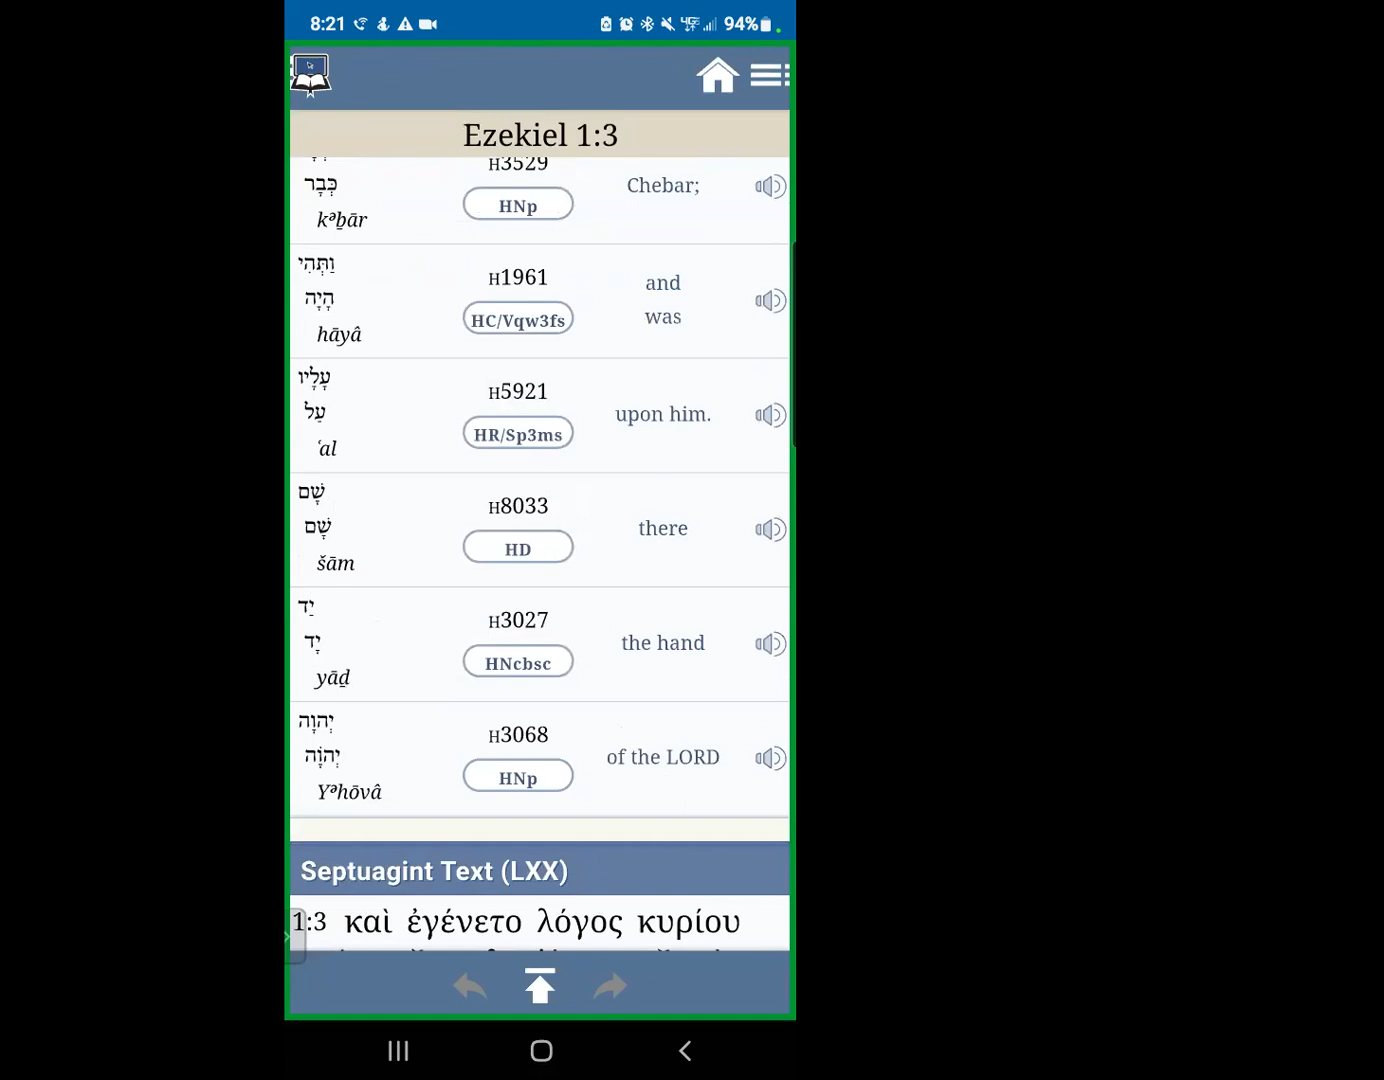 8:21
94%
Ezekiel 1:3
H3529
כְּבָר
Chebar;
HNp
kᵊḇār
וַתְּהִי
H1961
and
הָיָה
HC/Vqw3fs
was
hāyâ
עָלָיו
H5921
עַל
HR/Sp3ms
upon him.
ʿal
שָׁם
H8033
שָׁם
HD
there
šām
יַד
H3027
יָד
HNcbsc
the hand
yāḏ
יְהוָה
H3068
יְהוָֹה
HNp
of the LORD
Yᵊhōvâ
Septuagint Text (LXX)
1:3 καὶ ἐγένετο λόγος κυρίου